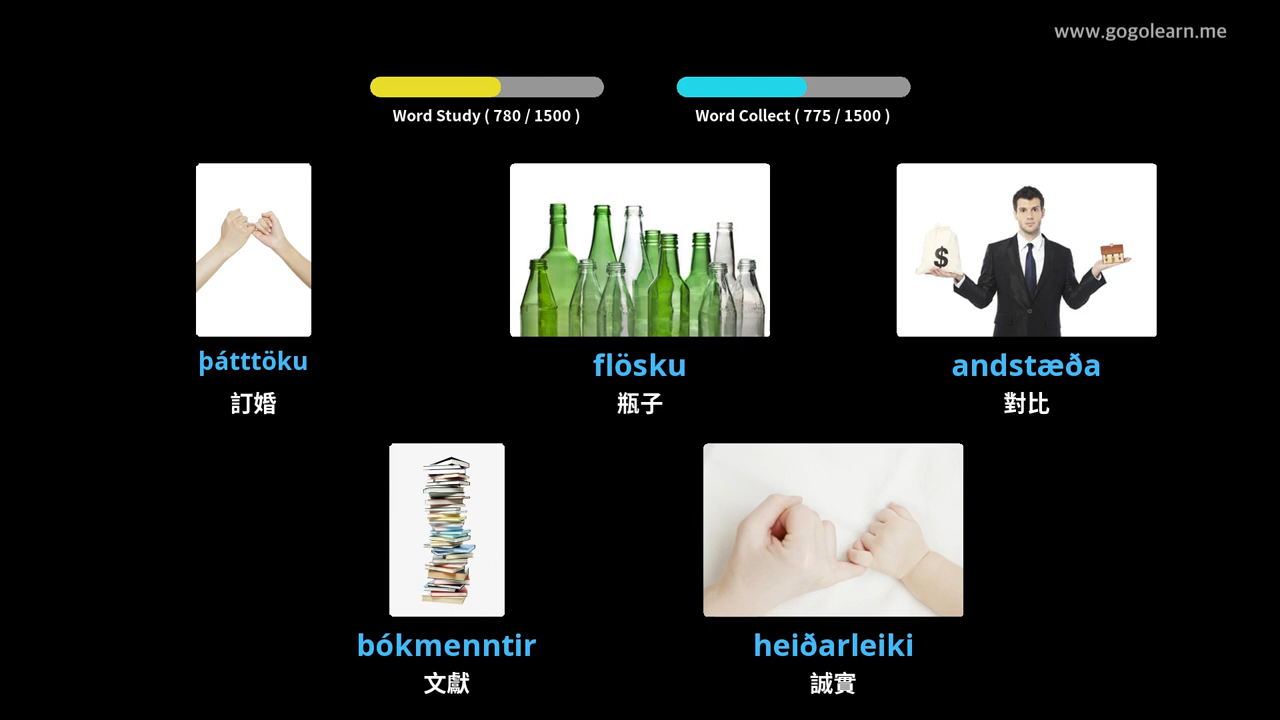 www.gogolearn.me
Word Study ( 780 / 1500 )
Word Collect ( 775 / 1500 )
þátttöku
訂婚
flösku
瓶子
andstæða
對比
$
bókmenntir
文獻
heiðarleiki
誠實